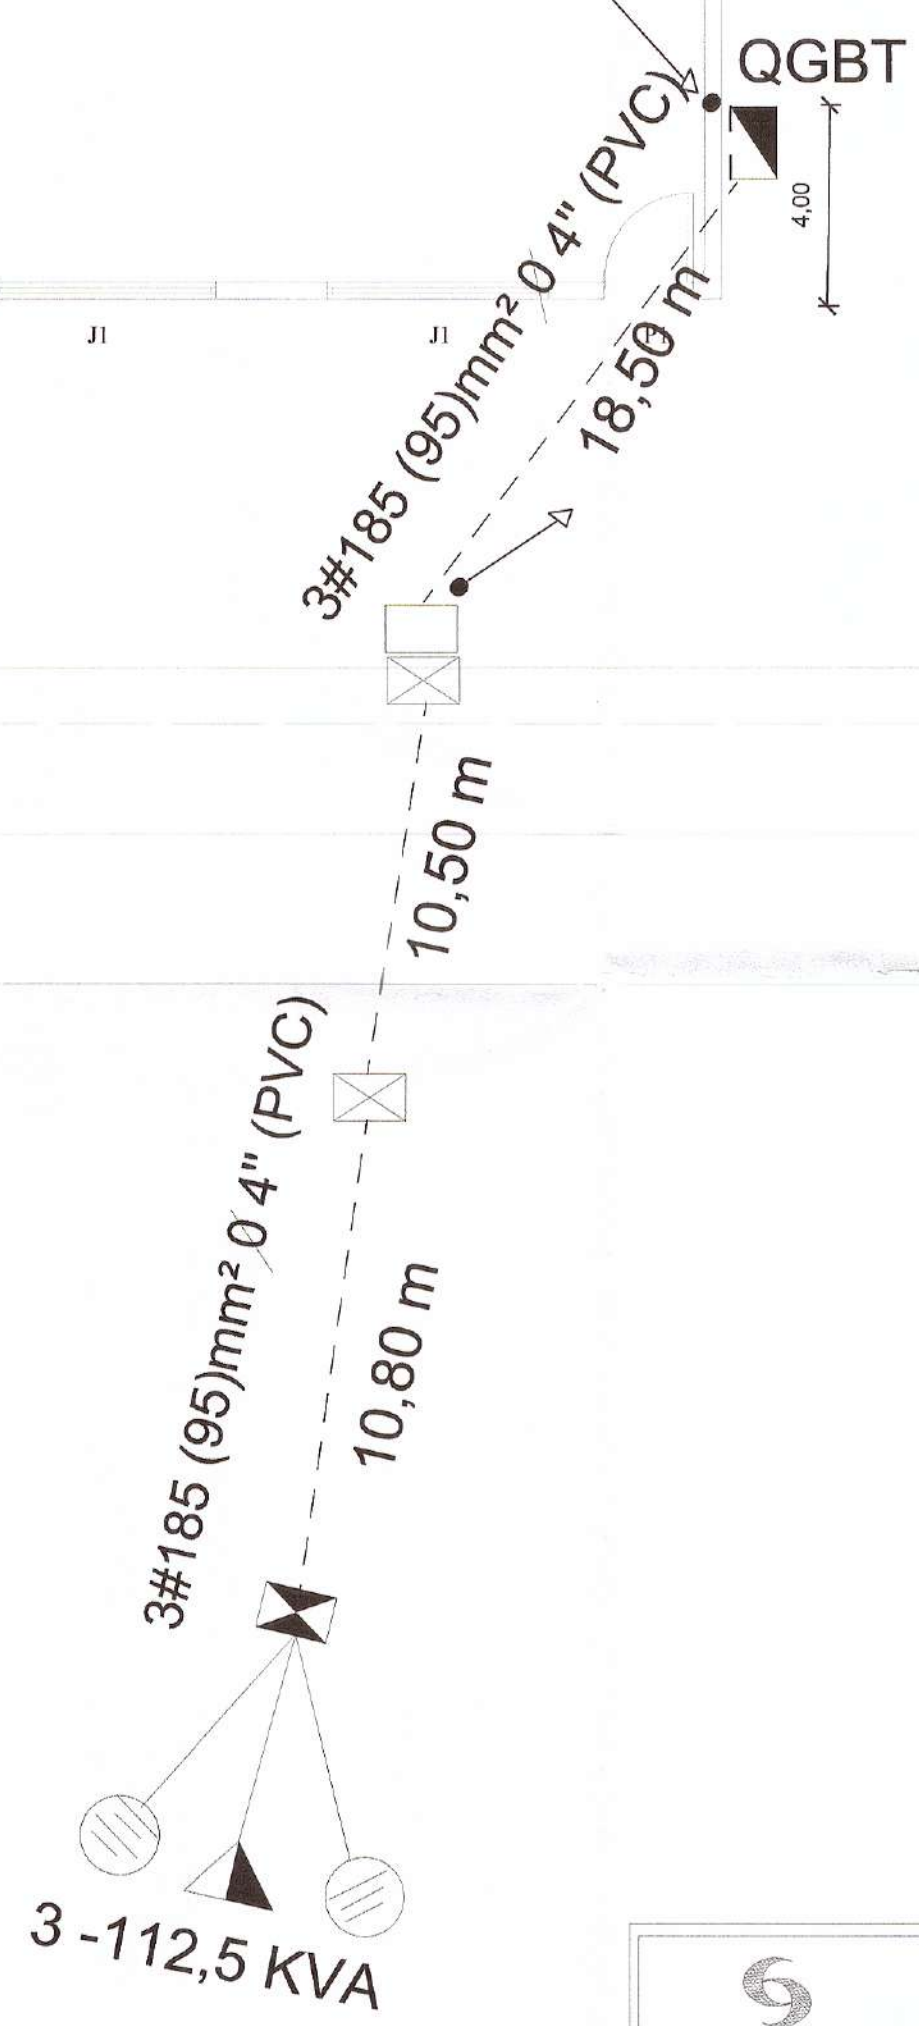 QGBT
4,00
3#185 (95)mm² Ø 4" (PVC)
J1
J1
18,50 m
10,50 m
3#185 (95)mm² Ø 4" (PVC)
10,80 m
3 -112,5 KVA